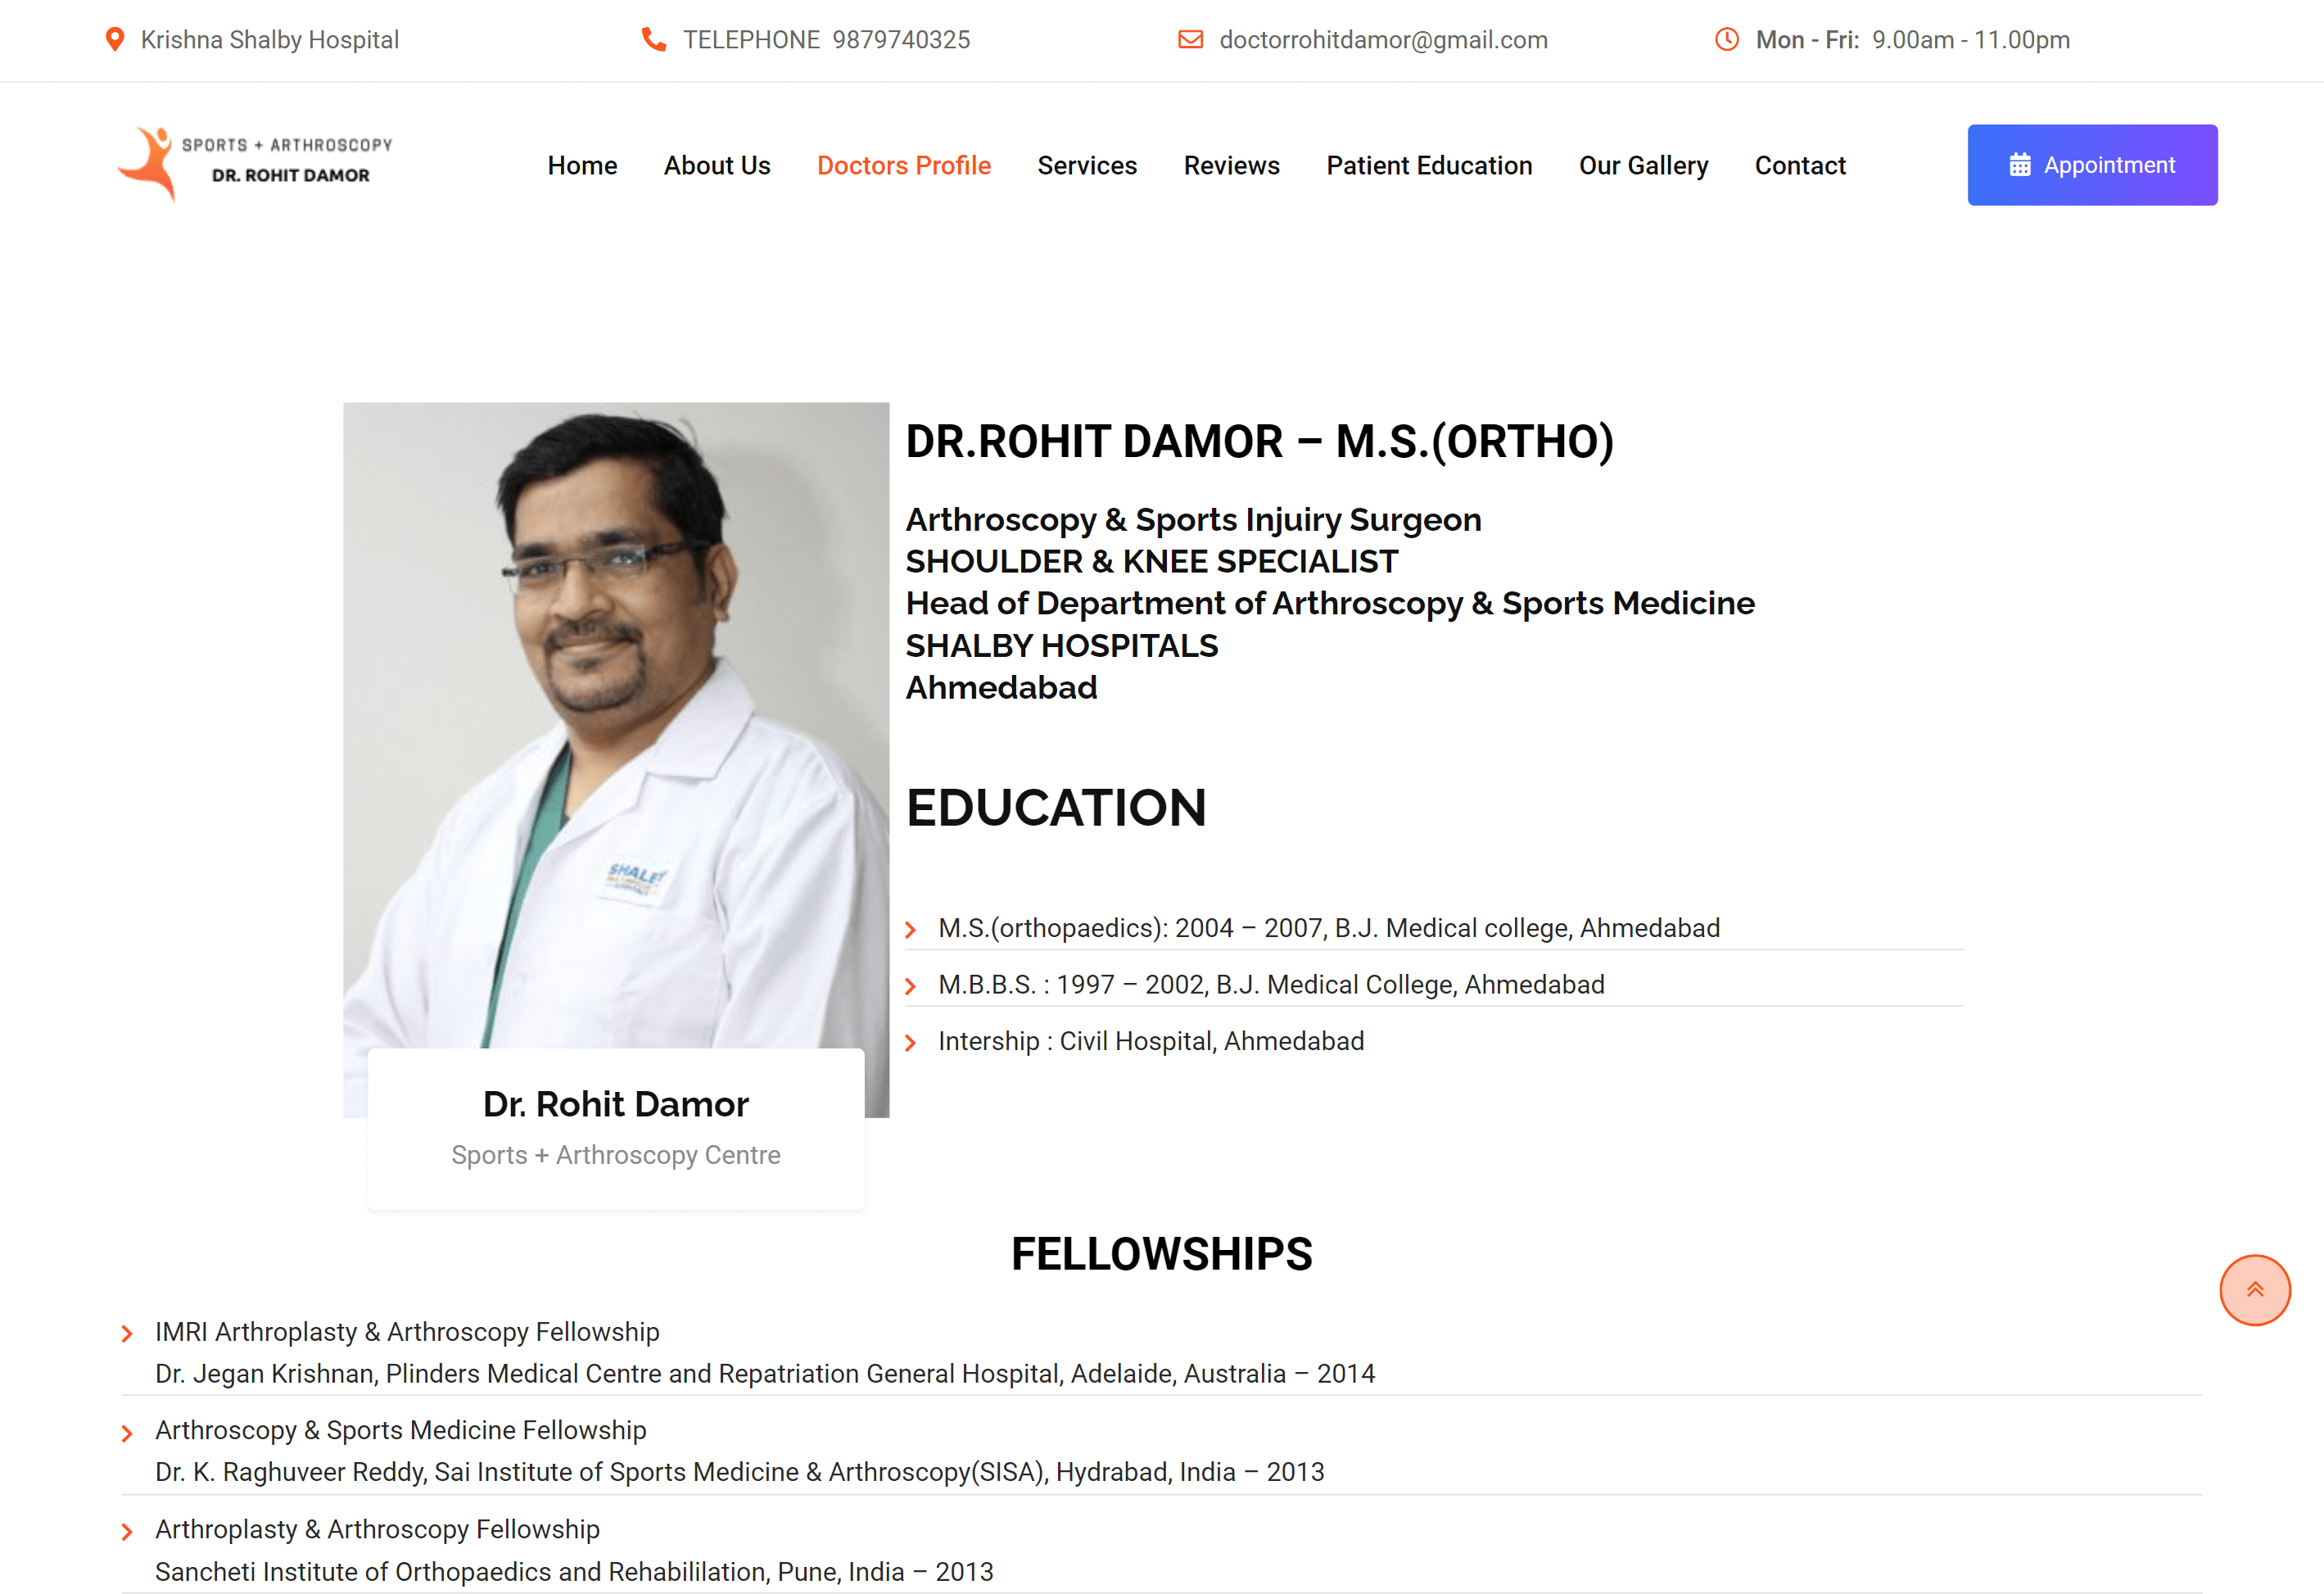 Krishna Shalby Hospital
TELEPHONE 9879740325
doctorrohitdamor@gmail.com
Mon - Fri: 9.00am - 11.00pm
SPORTS + ARTHROSCOPY
DR. ROHIT DAMOR
Home
About Us
Doctors Profile
Services
Reviews
Patient Education
Our Gallery
Contact
Appointment
DR.ROHIT DAMOR – M.S.(ORTHO)
Arthroscopy & Sports Injuiry Surgeon
SHOULDER & KNEE SPECIALIST
Head of Department of Arthroscopy & Sports Medicine
SHALBY HOSPITALS
Ahmedabad
SHALBY
EDUCATION
M.S.(orthopaedics): 2004 – 2007, B.J. Medical college, Ahmedabad
M.B.B.S. : 1997 – 2002, B.J. Medical College, Ahmedabad
Intership : Civil Hospital, Ahmedabad
Dr. Rohit Damor
Sports + Arthroscopy Centre
FELLOWSHIPS
IMRI Arthroplasty & Arthroscopy Fellowship
Dr. Jegan Krishnan, Plinders Medical Centre and Repatriation General Hospital, Adelaide, Australia – 2014
Arthroscopy & Sports Medicine Fellowship
Dr. K. Raghuveer Reddy, Sai Institute of Sports Medicine & Arthroscopy(SISA), Hydrabad, India – 2013
Arthroplasty & Arthroscopy Fellowship
Sancheti Institute of Orthopaedics and Rehabililation, Pune, India – 2013